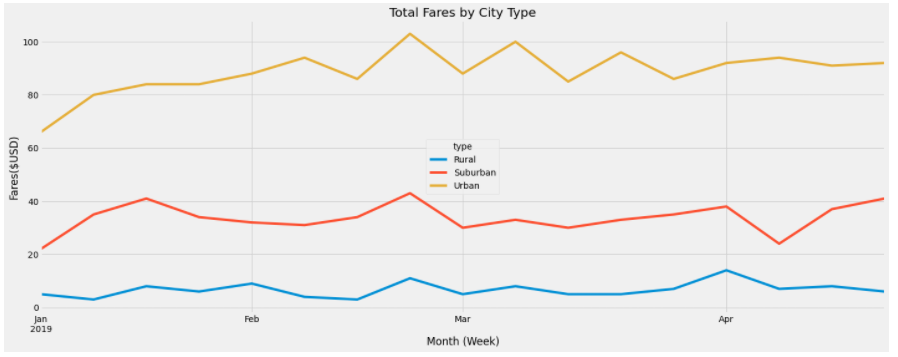 Total Fares by City Type
Fares($USD)
100
80
60
40
20
0
type
Rural
Suburban
Urban
Jan
2019
Feb
Mar
Apr
Month (Week)